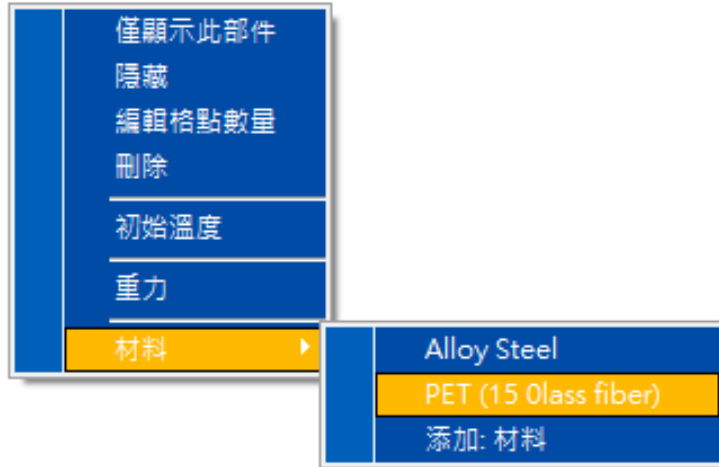 僅顯示此部件
隱藏
編輯格點數量
刪除
初始溫度
重力
材料
Alloy Steel
PET (15 0lass fiber)
添加: 材料